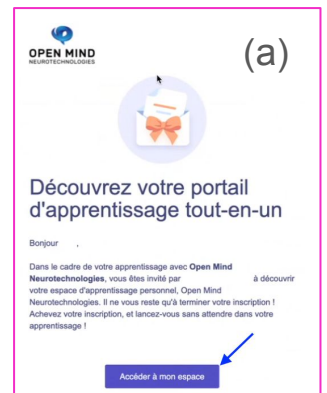 OPEN MIND
NEUROTECHNOLOGIES
(a)
Découvrez votre portail
d'apprentissage tout-en-un
Bonjour ,
Dans le cadre de votre apprentissage avec Open Mind
Neurotechnologies, vous êtes invité par à découvrir
votre espace d'apprentissage personnel, Open Mind
Neurotechnologies. Il ne vous reste qu'à terminer votre inscription !
Achevez votre inscription, et lancez-vous sans attendre dans votre
apprentissage !
Accéder à mon espace